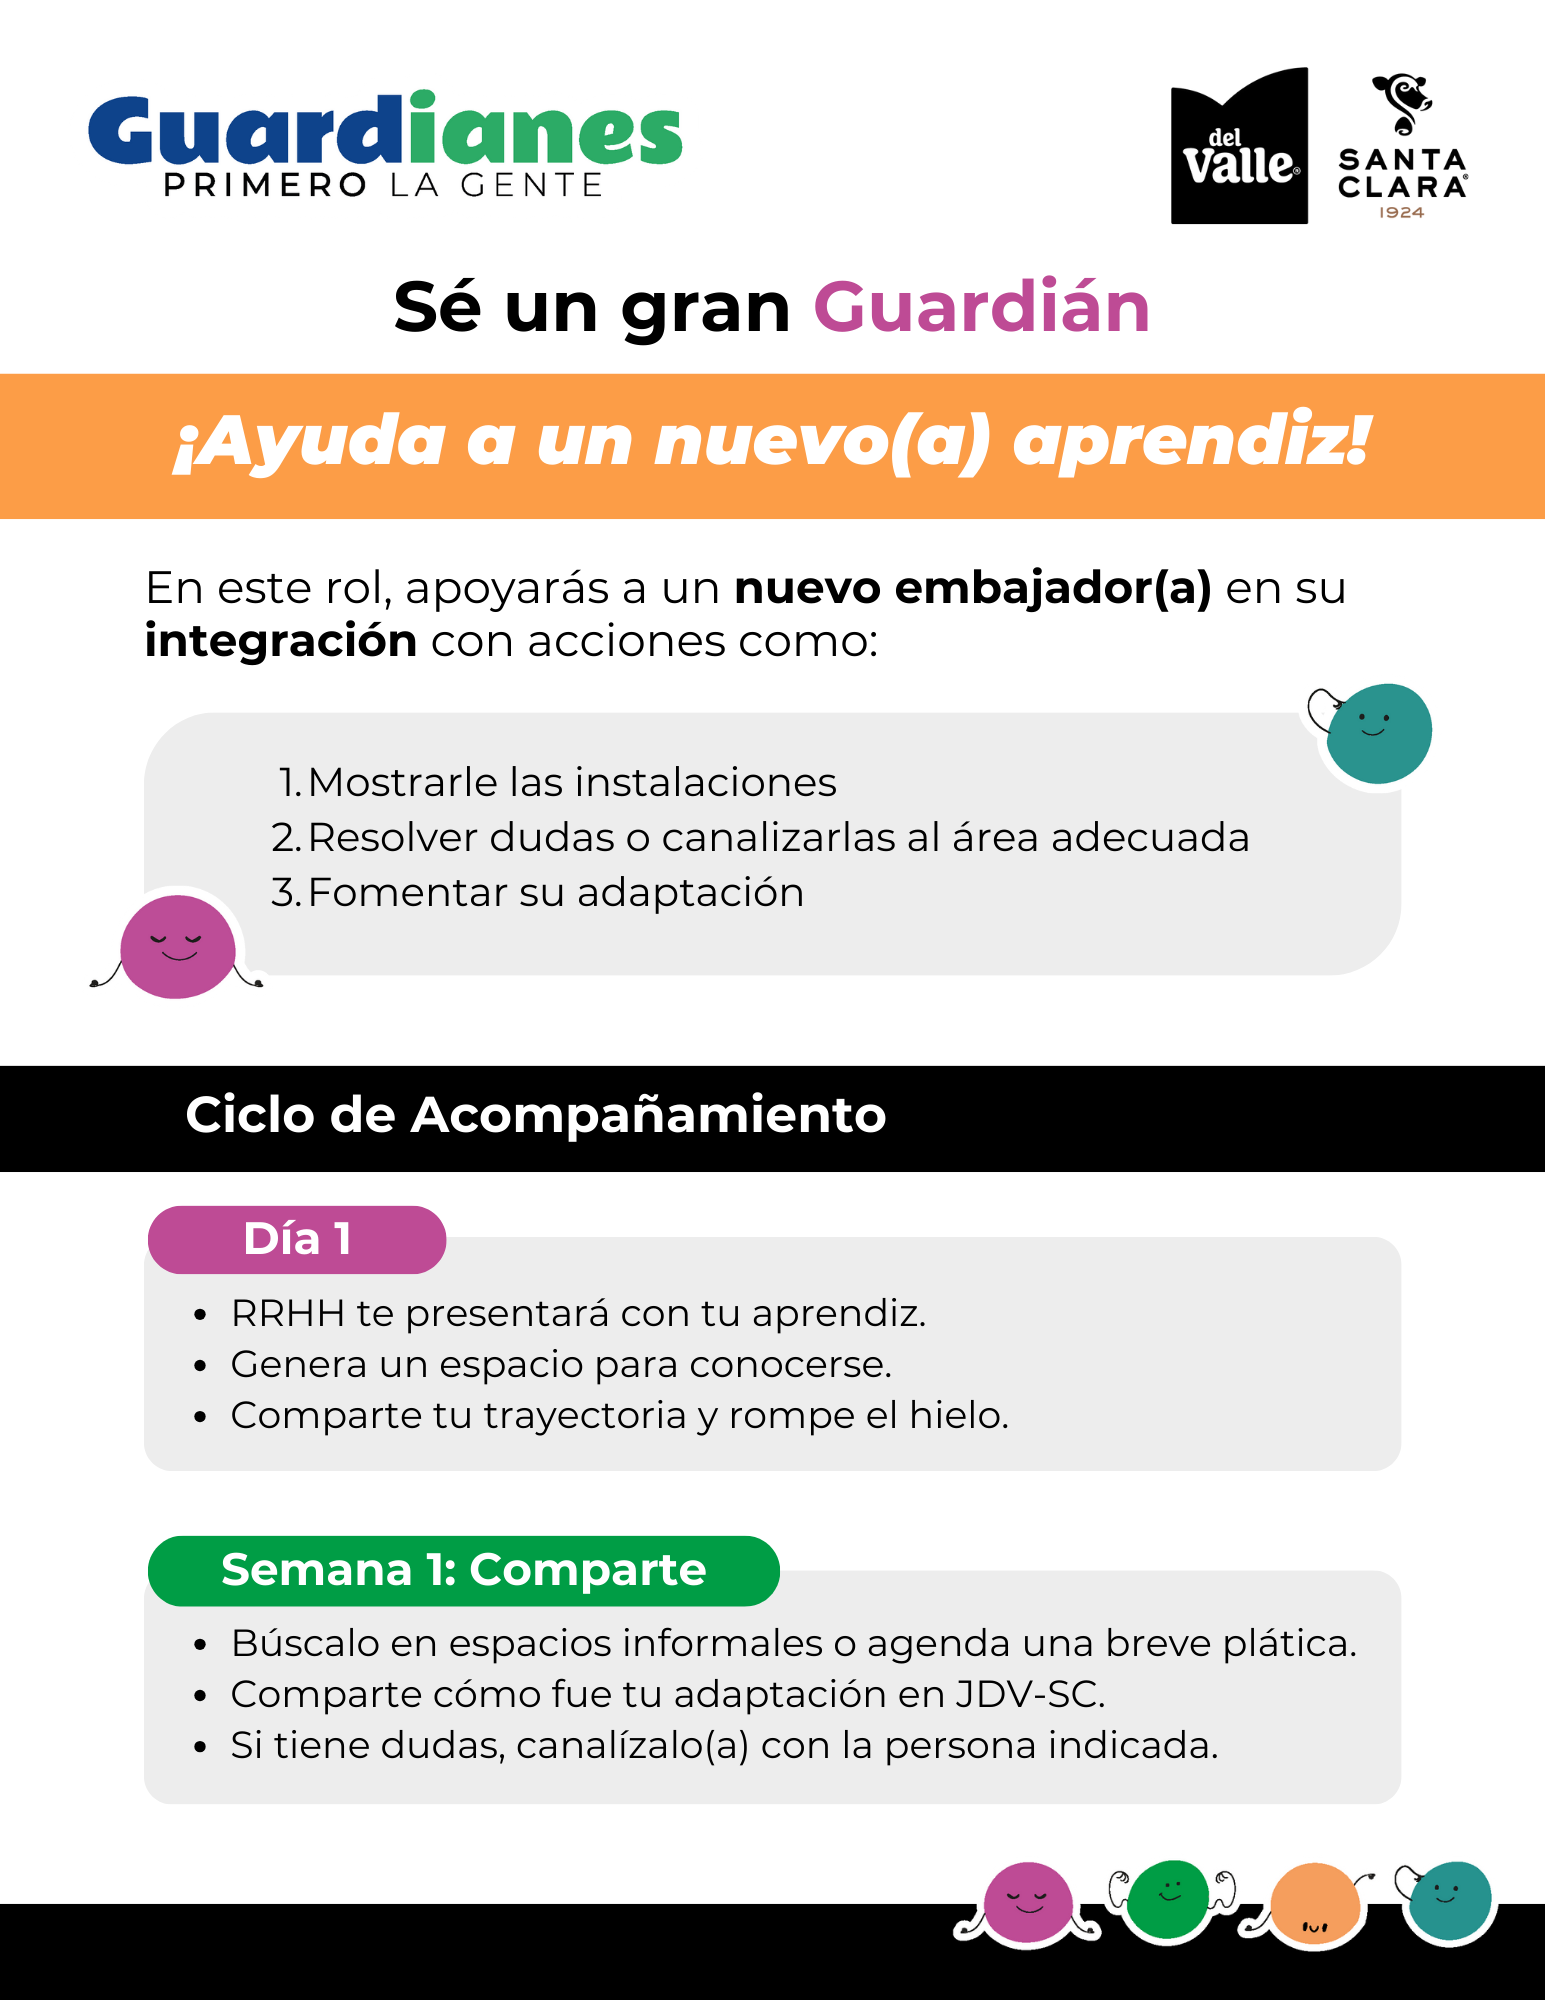 Guardianes
PRIMERO LA GENTE
del
Valle®
SANTA
CLARA®
1924
Sé un gran Guardián
¡Ayuda a un nuevo(a) aprendiz!
En este rol, apoyarás a un nuevo embajador(a) en su
integración con acciones como:
1. Mostrarle las instalaciones
2. Resolver dudas o canalizarlas al área adecuada
3. Fomentar su adaptación
Ciclo de Acompañamiento
Día 1
• RRHH te presentará con tu aprendiz.
• Genera un espacio para conocerse.
• Comparte tu trayectoria y rompe el hielo.
Semana 1: Comparte
• Búscalo en espacios informales o agenda una breve plática.
• Comparte cómo fue tu adaptación en JDV-SC.
• Si tiene dudas, canalízalo(a) con la persona indicada.